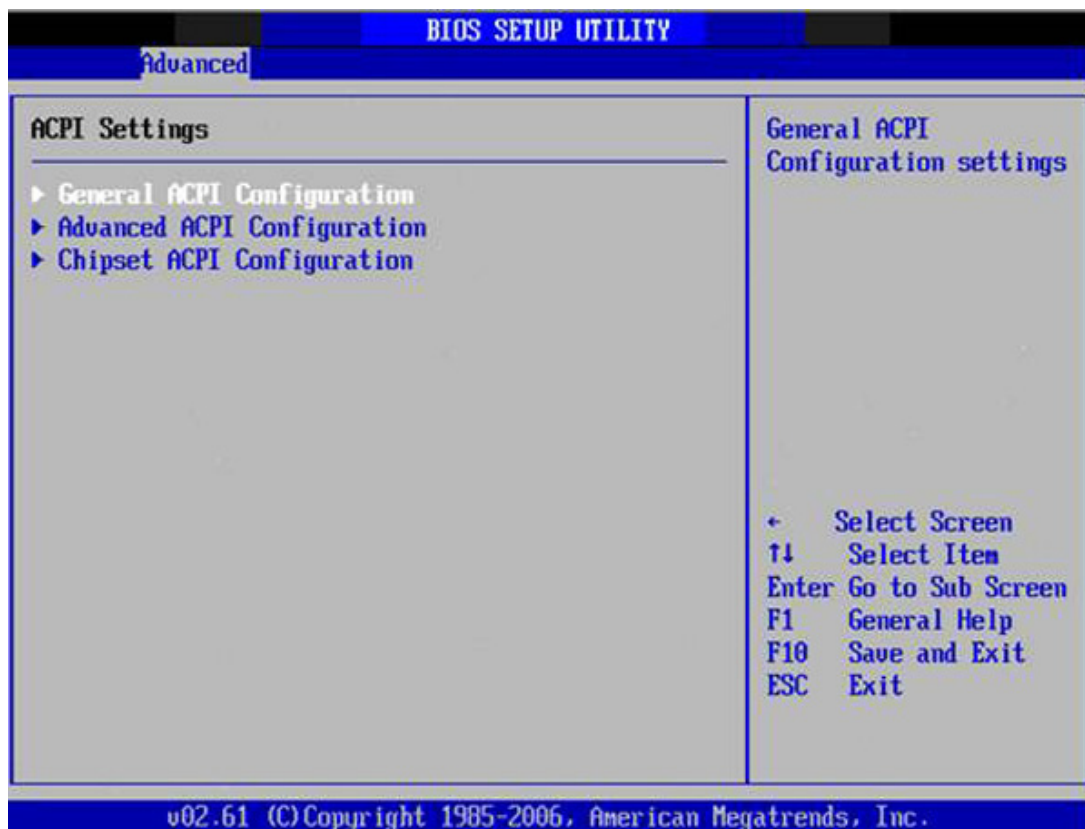 BIOS SETUP UTILITY
Advanced
ACPI Settings
▶ General ACPI Configuration
▶ Advanced ACPI Configuration
▶ Chipset ACPI Configuration
General ACPI
Configuration settings
← Select Screen
↑↓ Select Item
Enter Go to Sub Screen
F1 General Help
F10 Save and Exit
ESC Exit
v02.61 (C)Copyright 1985-2006, American Megatrends, Inc.